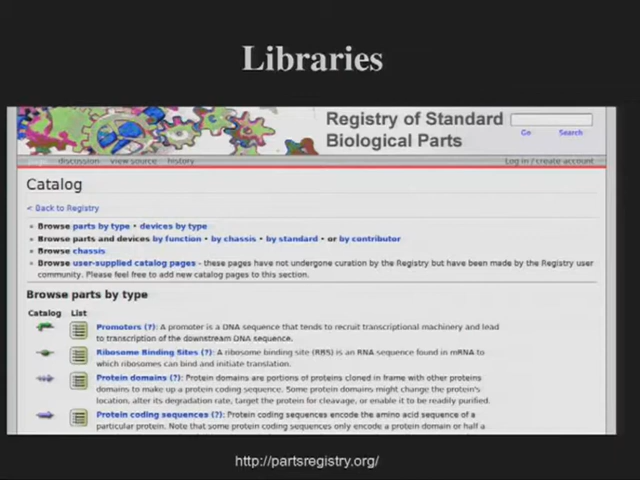 Libraries
Registry of Standard
Biological Parts
Go Search
page discussion view source history Log in / create account
Catalog
< Back to Registry
Browse parts by type • devices by type
Browse parts and devices by function • by chassis • by standard • or by contributor
Browse chassis
Browse user-supplied catalog pages - these pages have not undergone curation by the Registry but have been made by the Registry user
community. Please feel free to add new catalog pages to this section.
Browse parts by type
Catalog List
Promoters (?): A promoter is a DNA sequence that tends to recruit transcriptional machinery and lead
to transcription of the downstream DNA sequence.
Ribosome Binding Sites (?): A ribosome binding site (RBS) is an RNA sequence found in mRNA to
which ribosomes can bind and initiate translation.
Protein domains (?): Protein domains are portions of proteins cloned in frame with other proteins
domains to make up a protein coding sequence. Some protein domains might change the protein's
location, alter its degradation rate, target the protein for cleavage, or enable it to be readily purified.
Protein coding sequences (?): Protein coding sequences encode the amino acid sequence of a
particular protein. Note that some protein coding sequences only encode a protein domain or half a
http://partsregistry.org/